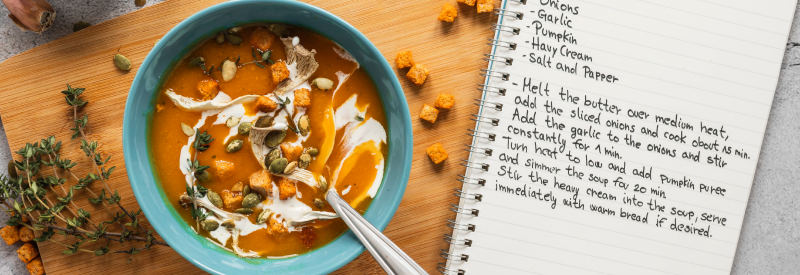 Onions
- Garlic
- Pumpkin
- Havy Cream
- Salt and Papper
Melt the butter over medium heat,
add the sliced onions and cook about 15 min.
Add the garlic to the onions and stir
constantly for 1 min.
Turn heat to low and add pumpkin puree
and simmer the soup for 20 min.
Stir the heavy cream into the soup, serve
immediately with warm bread if desired.